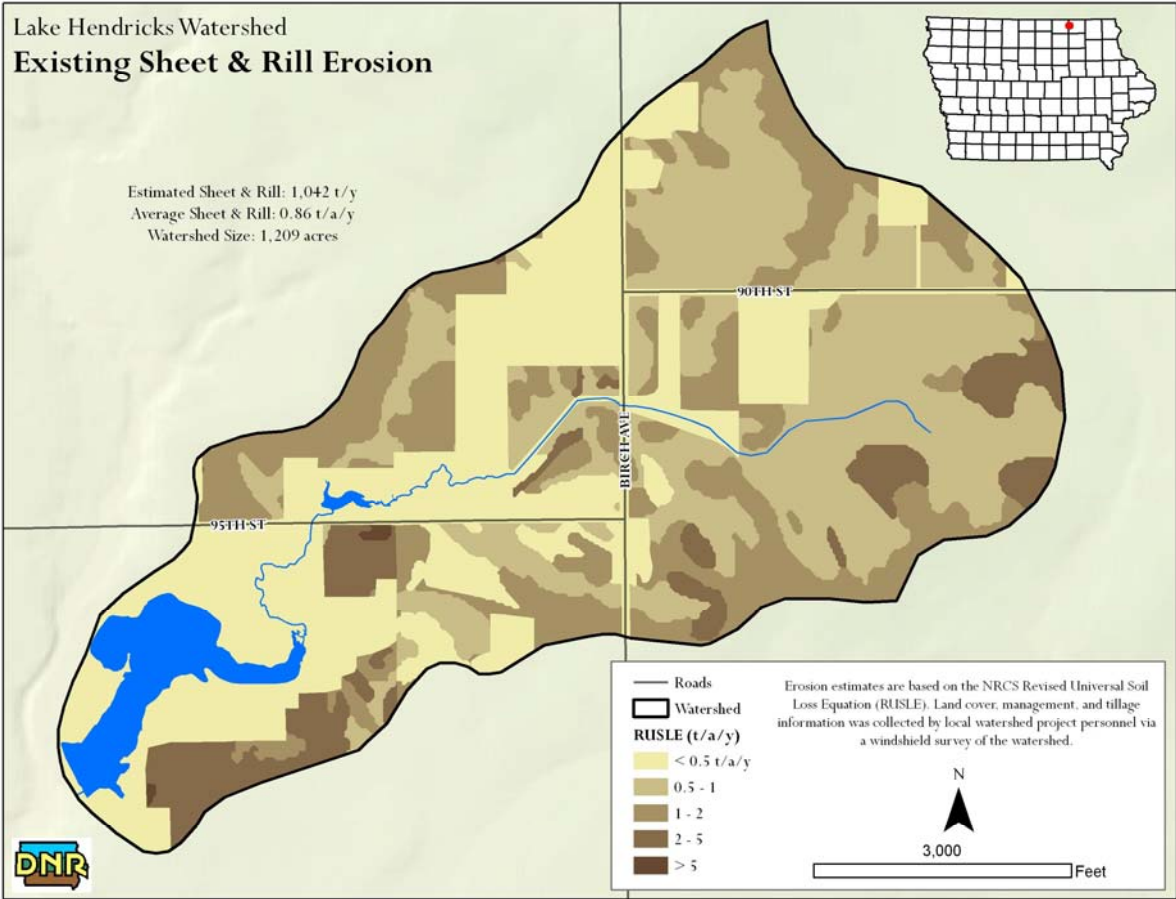 Lake Hendricks Watershed
Existing Sheet & Rill Erosion
Estimated Sheet & Rill: 1,042 t/y
Average Sheet & Rill: 0.86 t/a/y
Watershed Size: 1,209 acres
90TH ST
BIRCH AVE
95TH ST
Roads
Watershed
RUSLE (t/a/y)
< 0.5 t/a/y
0.5 - 1
1 - 2
2 - 5
> 5
Erosion estimates are based on the NRCS Revised Universal Soil
Loss Equation (RUSLE). Land cover, management, and tillage
information was collected by local watershed project personnel via
a windshield survey of the watershed.
N
3,000
Feet
DNR